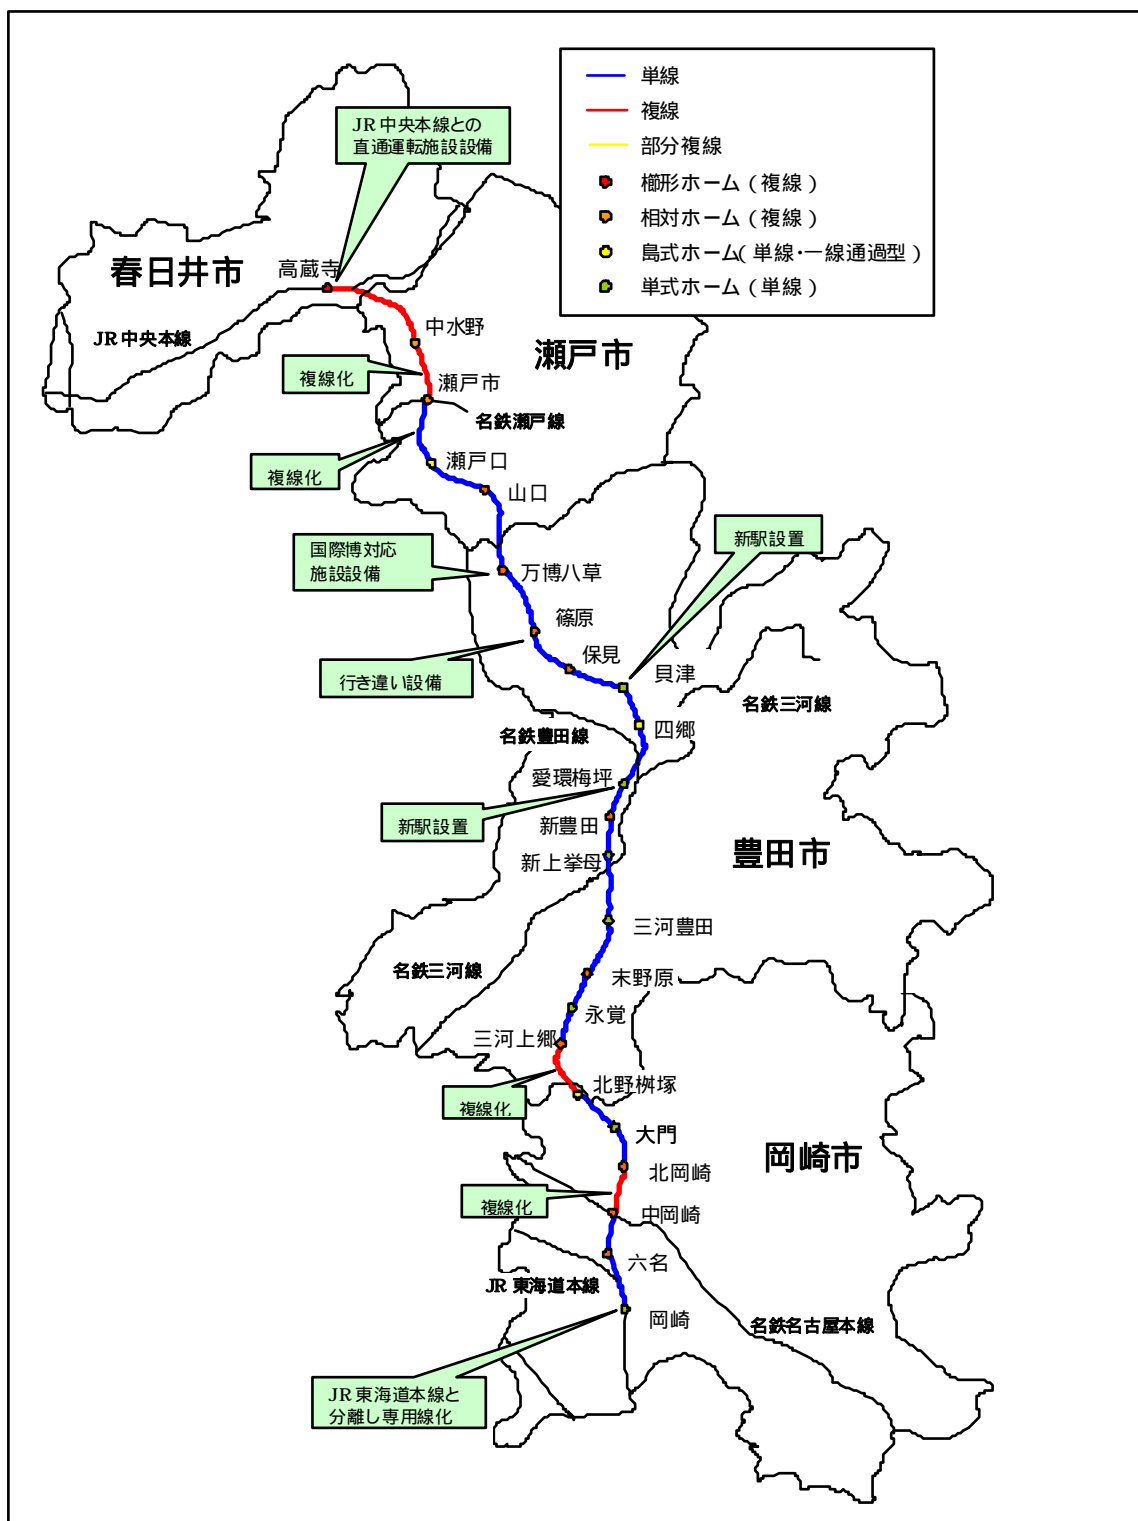 単線
複線
部分複線
櫛形ホーム（複線）
相対ホーム（複線）
島式ホーム（単線・一線通過型）
単式ホーム（単線）
JR中央本線との
直通運転施設設備
春日井市
高蔵寺
JR中央本線
中水野
瀬戸市
複線化
瀬戸市
名鉄瀬戸線
複線化
瀬戸口
山口
国際博対応
施設設備
新駅設置
万博八草
篠原
保見
行き違い設備
貝津
名鉄三河線
四郷
名鉄豊田線
愛環梅坪
新駅設置
新豊田
豊田市
新上挙母
三河豊田
名鉄三河線
末野原
永覚
三河上郷
複線化
北野桝塚
大門
岡崎市
北岡崎
複線化
中岡崎
六名
JR東海道本線
岡崎
名鉄名古屋本線
JR東海道本線と
分離し専用線化